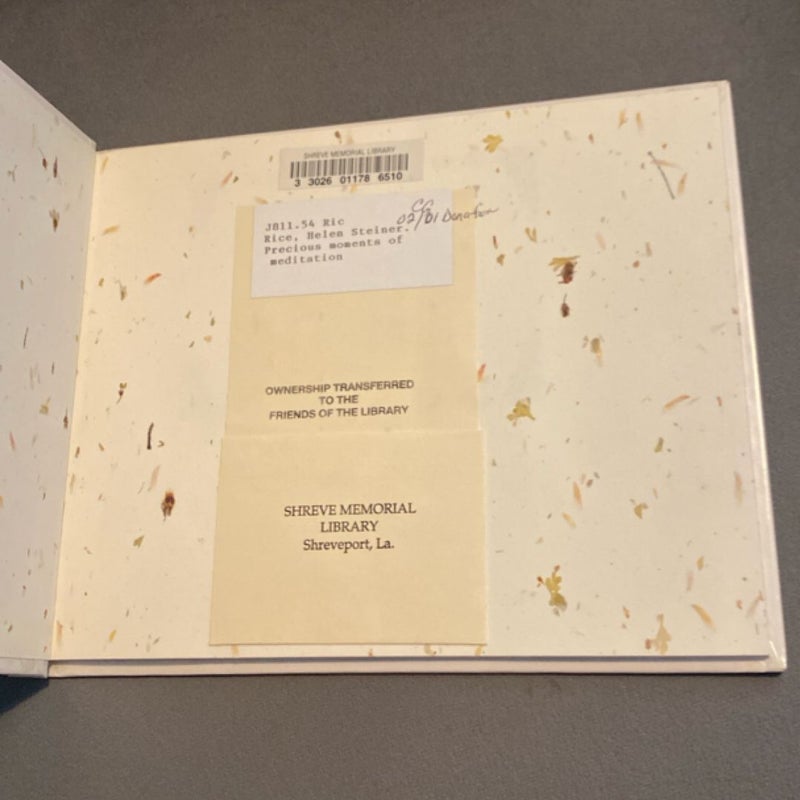 SHREVE MEMORIAL LIBRARY
3 3026 01178 6510
J811.54 Ric
Rice, Helen Steiner.
Precious moments of
meditation
02/01 Donation
OWNERSHIP TRANSFERRED
TO THE
FRIENDS OF THE LIBRARY
SHREVE MEMORIAL
LIBRARY
Shreveport, La.